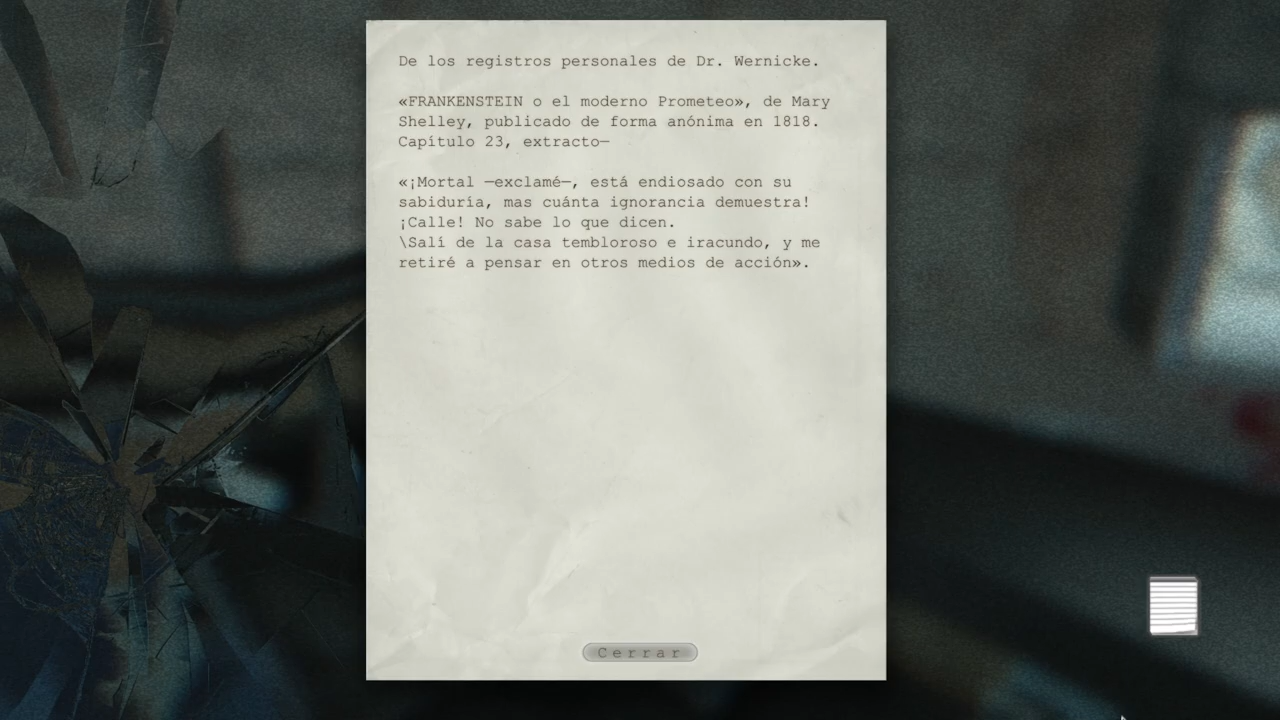 De los registros personales de Dr. Wernicke.
«FRANKENSTEIN o el moderno Prometeo», de Mary
Shelley, publicado de forma anónima en 1818.
Capítulo 23, extracto—
«¡Mortal —exclamé—, está endiosado con su
sabiduría, mas cuánta ignorancia demuestra!
¡Calle! No sabe lo que dicen.
\Salí de la casa tembloroso e iracundo, y me
retiré a pensar en otros medios de acción».
Cerrar